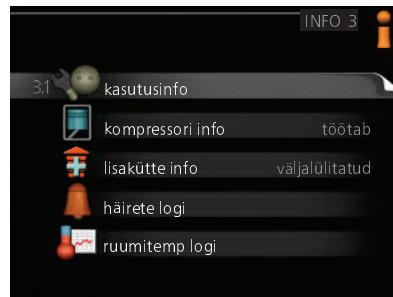 INFO 3
3.1 kasutusinfo
kompressori info töötab
lisakütte info väljalülitatud
häirete logi
ruumitemp logi